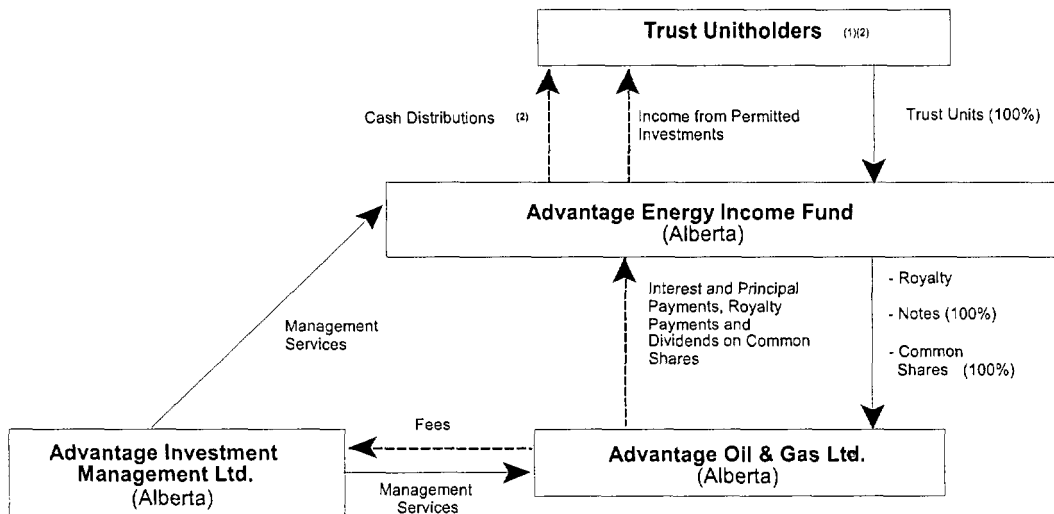 Trust Unitholders (1)(2)
Cash Distributions (2)
Income from Permitted
Investments
Trust Units (100%)
Advantage Energy Income Fund
(Alberta)
Interest and Principal
Payments, Royalty
Payments and
Dividends on Common
Shares
- Royalty
- Notes (100%)
- Common
Shares (100%)
Management
Services
Fees
Advantage Investment
Management Ltd.
(Alberta)
Management
Services
Advantage Oil & Gas Ltd.
(Alberta)